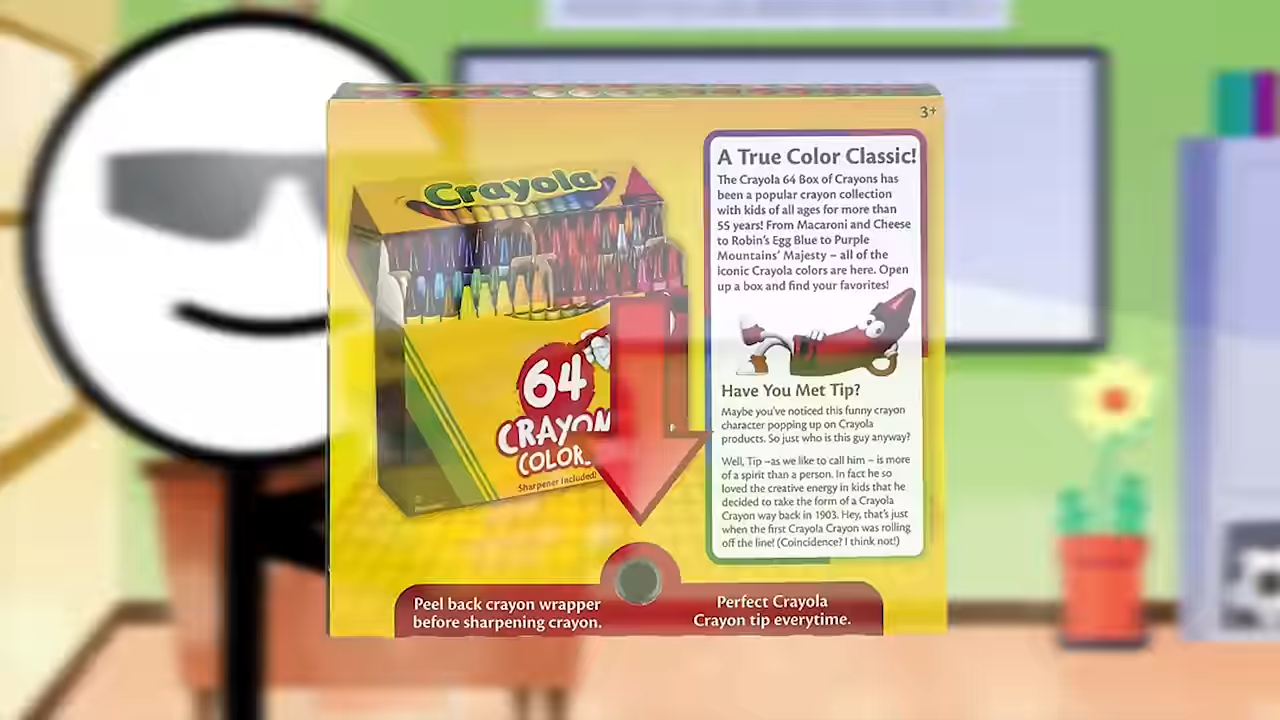 3+
Crayola
64
CRAYON
COLOR
Sharpener Included!
A True Color Classic!
The Crayola 64 Box of Crayons has
been a popular crayon collection
with kids of all ages for more than
55 years! From Macaroni and Cheese
to Robin's Egg Blue to Purple
Mountains' Majesty – all of the
iconic Crayola colors are here. Open
up a box and find your favorites!
Have You Met Tip?
Maybe you've noticed this funny crayon
character popping up on Crayola
products. So just who is this guy anyway?
Well, Tip –as we like to call him – is more
of a spirit than a person. In fact he so
loved the creative energy in kids that he
decided to take the form of a Crayola
Crayon way back in 1903. Hey, that's just
when the first Crayola Crayon was rolling
off the line! (Coincidence? I think not!)
Peel back crayon wrapper
before sharpening crayon.
Perfect Crayola
Crayon tip everytime.